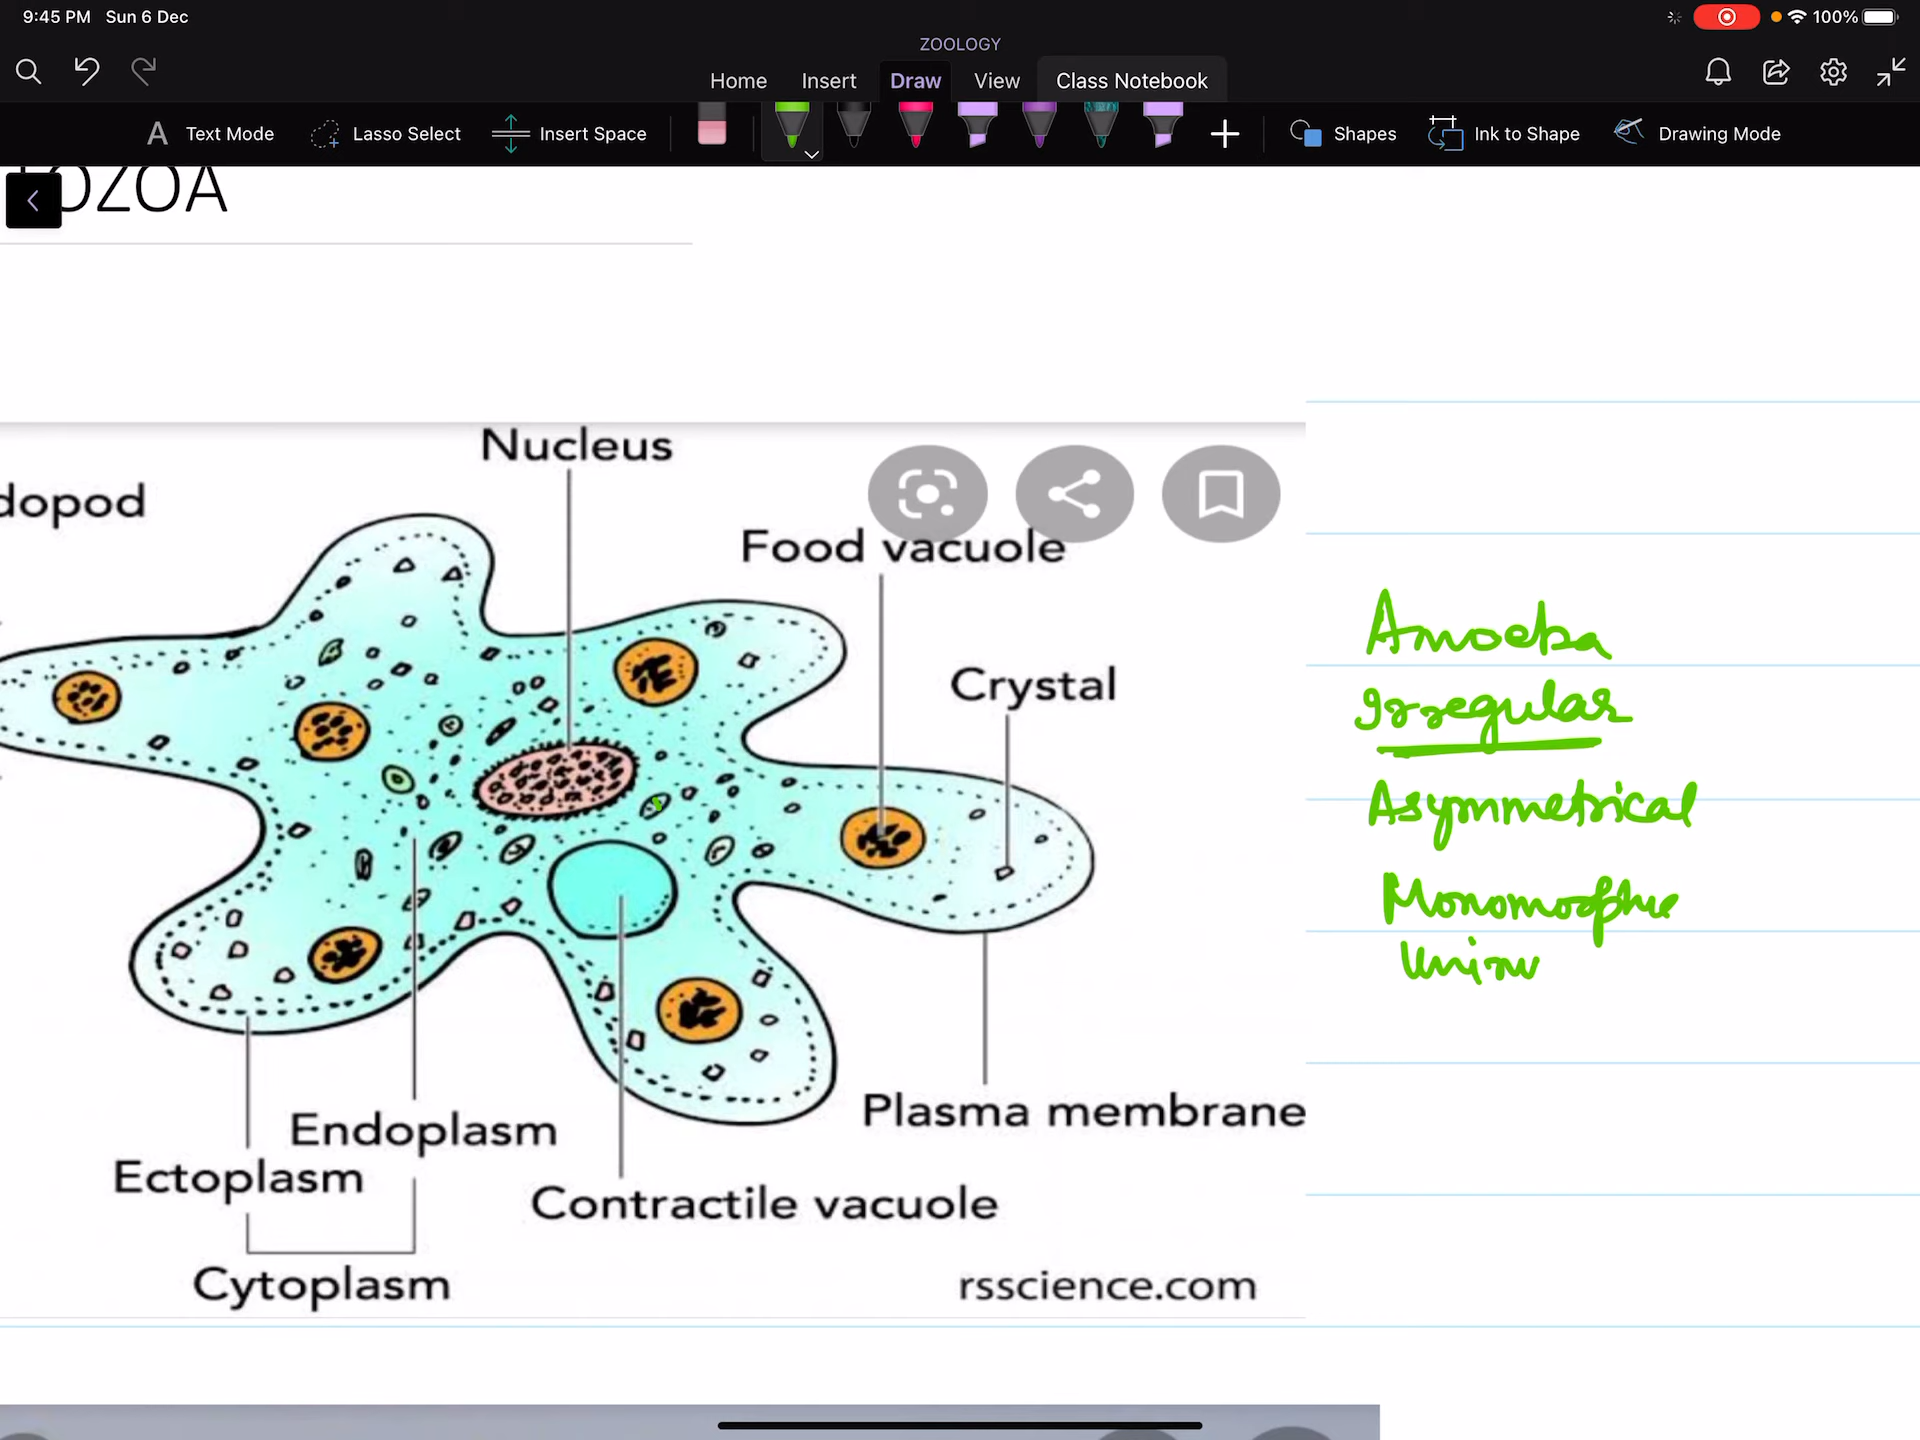 9:45 PM Sun 6 Dec
100%
ZOOLOGY
Home Insert Draw View Class Notebook
A Text Mode Lasso Select Insert Space Shapes Ink to Shape Drawing Mode
TOZOA
Nucleus
dopod
Food vacuole
Crystal
Amoeba
Irregular
Asymmetrical
Monomorphic
Plasma membrane
Endoplasm
Ectoplasm
Contractile vacuole
Cytoplasm
rsscience.com